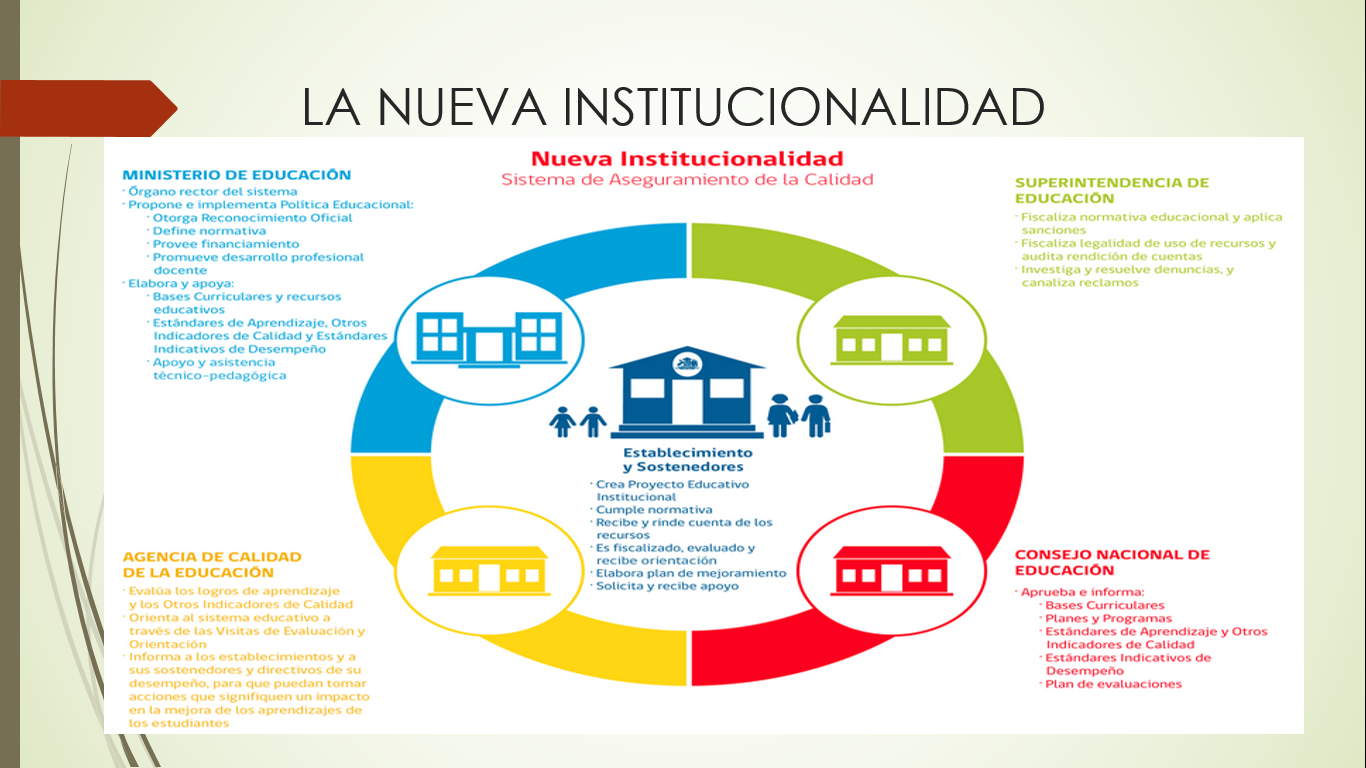 LA NUEVA INSTITUCIONALIDAD
Nueva Institucionalidad
Sistema de Aseguramiento de la Calidad
MINISTERIO DE EDUCACIÓN
· Órgano rector del sistema
· Propone e implementa Política Educacional:
· Otorga Reconocimiento Oficial
· Define normativa
· Provee financiamiento
· Promueve desarrollo profesional
docente
· Elabora y apoya:
· Bases Curriculares y recursos
educativos
· Estándares de Aprendizaje, Otros
Indicadores de Calidad y Estándares
Indicativos de Desempeño
· Apoyo y asistencia
técnico-pedagógica
SUPERINTENDENCIA DE
EDUCACIÓN
· Fiscaliza normativa educacional y aplica
sanciones
· Fiscaliza legalidad de uso de recursos y
audita rendición de cuentas
· Investiga y resuelve denuncias, y
canaliza reclamos
Establecimiento
y Sostenedores
· Crea Proyecto Educativo
Institucional
· Cumple normativa
· Recibe y rinde cuenta de los
recursos
· Es fiscalizado, evaluado y
recibe orientación
· Elabora plan de mejoramiento
· Solicita y recibe apoyo
AGENCIA DE CALIDAD
DE LA EDUCACIÓN
· Evalúa los logros de aprendizaje
y los Otros Indicadores de Calidad
· Orienta al sistema educativo a
través de las Visitas de Evaluación y
Orientación
· Informa a los establecimientos y a
sus sostenedores y directivos de su
desempeño, para que puedan tomar
acciones que signifiquen un impacto
en la mejora de los aprendizajes de
los estudiantes
CONSEJO NACIONAL DE
EDUCACIÓN
· Aprueba e informa:
· Bases Curriculares
· Planes y Programas
· Estándares de Aprendizaje y Otros
Indicadores de Calidad
· Estándares Indicativos de
Desempeño
· Plan de evaluaciones